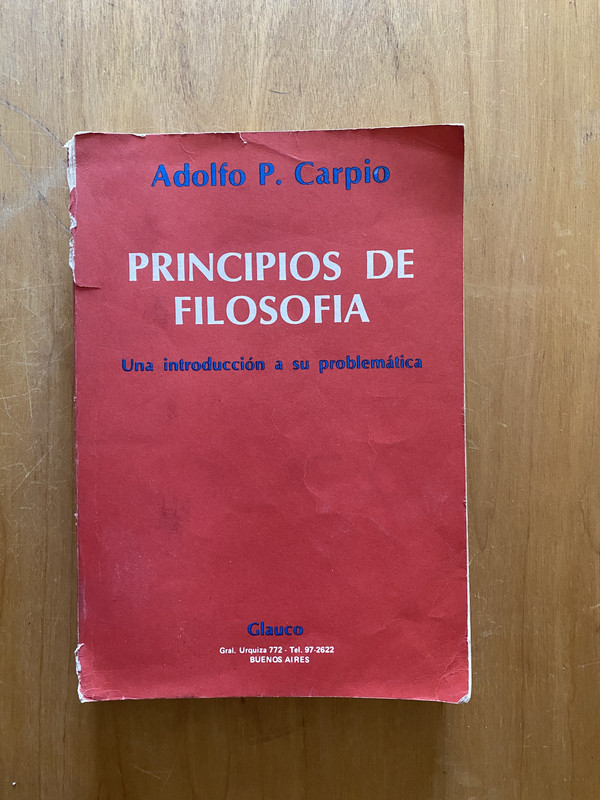 Adolfo P. Carpio
PRINCIPIOS DE
FILOSOFIA
Una introducción a su problemática
Glauco
Gral. Urquiza 772 - Tel. 97-2622
BUENOS AIRES